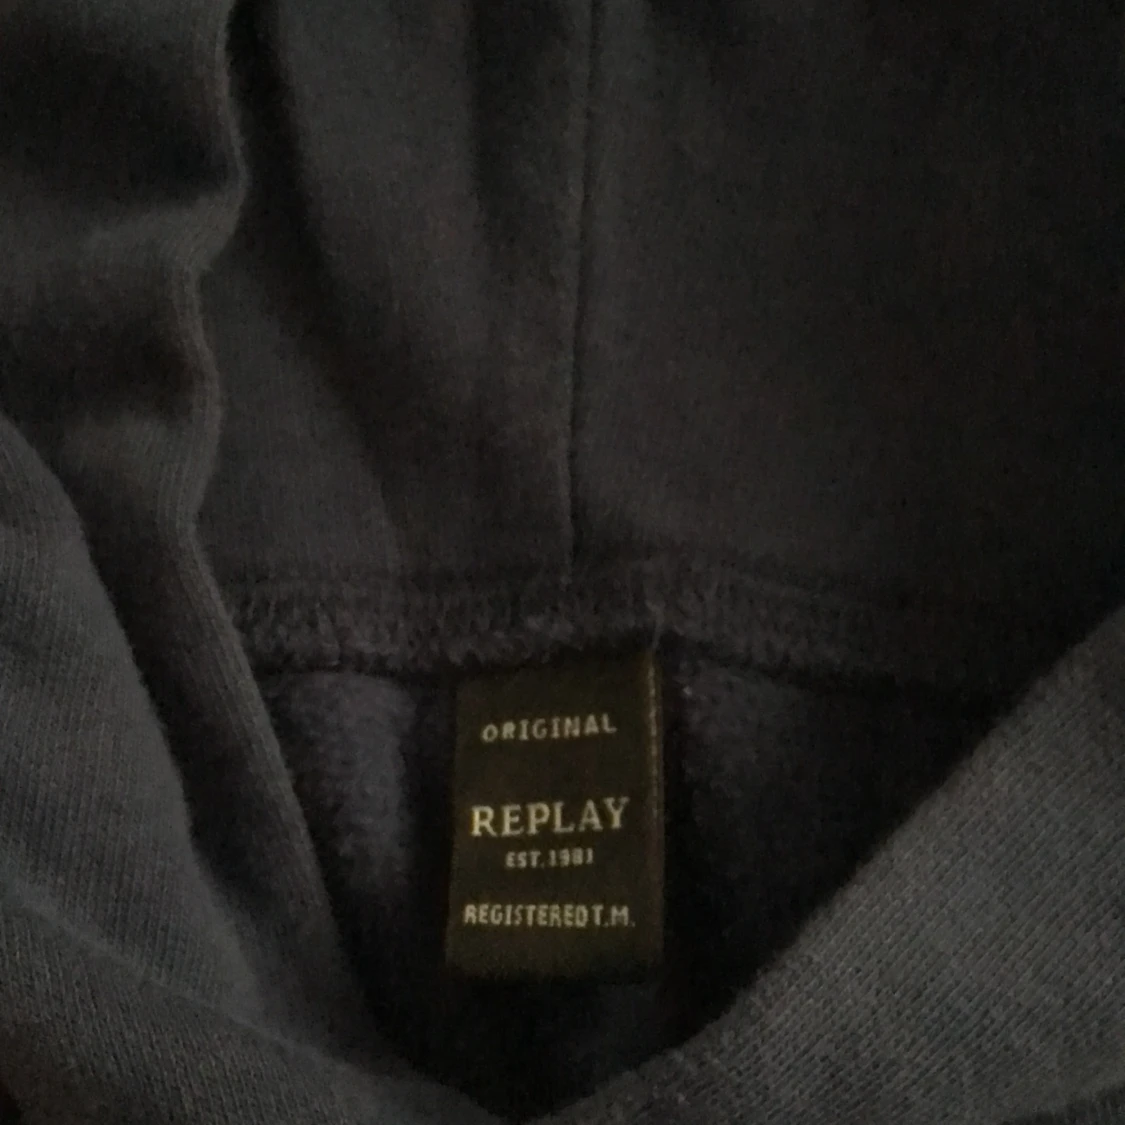 ORIGINAL
REPLAY
EST.1981
REGISTERED T.M.